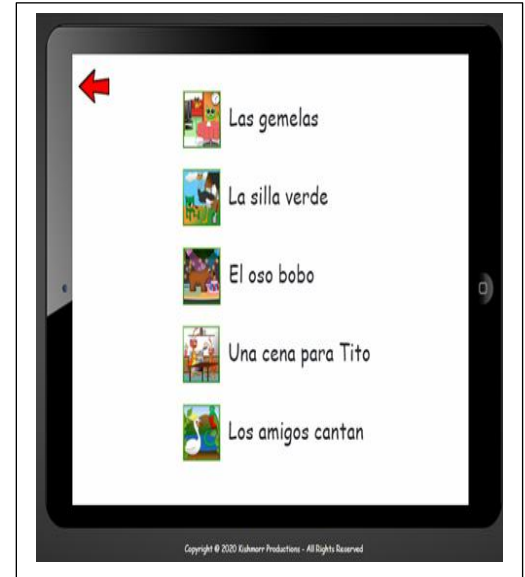 Las gemelas
La silla verde
El oso bobo
Una cena para Tito
Los amigos cantan
Copyright © 2020 Kishmorr Productions - All Rights Reserved